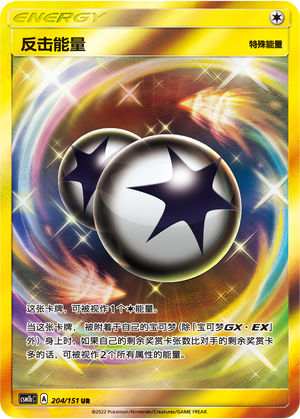 ENERGY
反击能量
特殊能量
这张卡牌，可被视作1个★能量。
当这张卡牌，被附着于自己的宝可梦（除「宝可梦GX・EX」
外）身上时，如果自己的剩余奖赏卡张数比对手的剩余奖赏卡
多的话，可被视作2个所有属性的能量。
CSM1b C A 204/151 UR
©2022 Pokémon/Nintendo/Creatures/GAME FREAK.